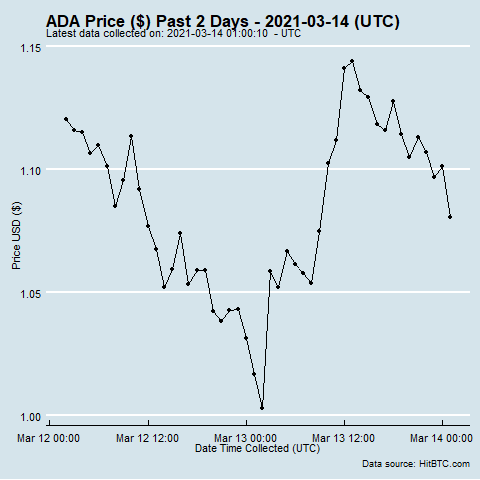 ADA Price ($) Past 2 Days - 2021-03-14 (UTC)
Latest data collected on: 2021-03-14 01:00:10  - UTC
1.15
1.10
1.05
1.00
Price USD ($)
Mar 12 00:00
Mar 12 12:00
Mar 13 00:00
Mar 13 12:00
Mar 14 00:00
Date Time Collected (UTC)
Data source: HitBTC.com